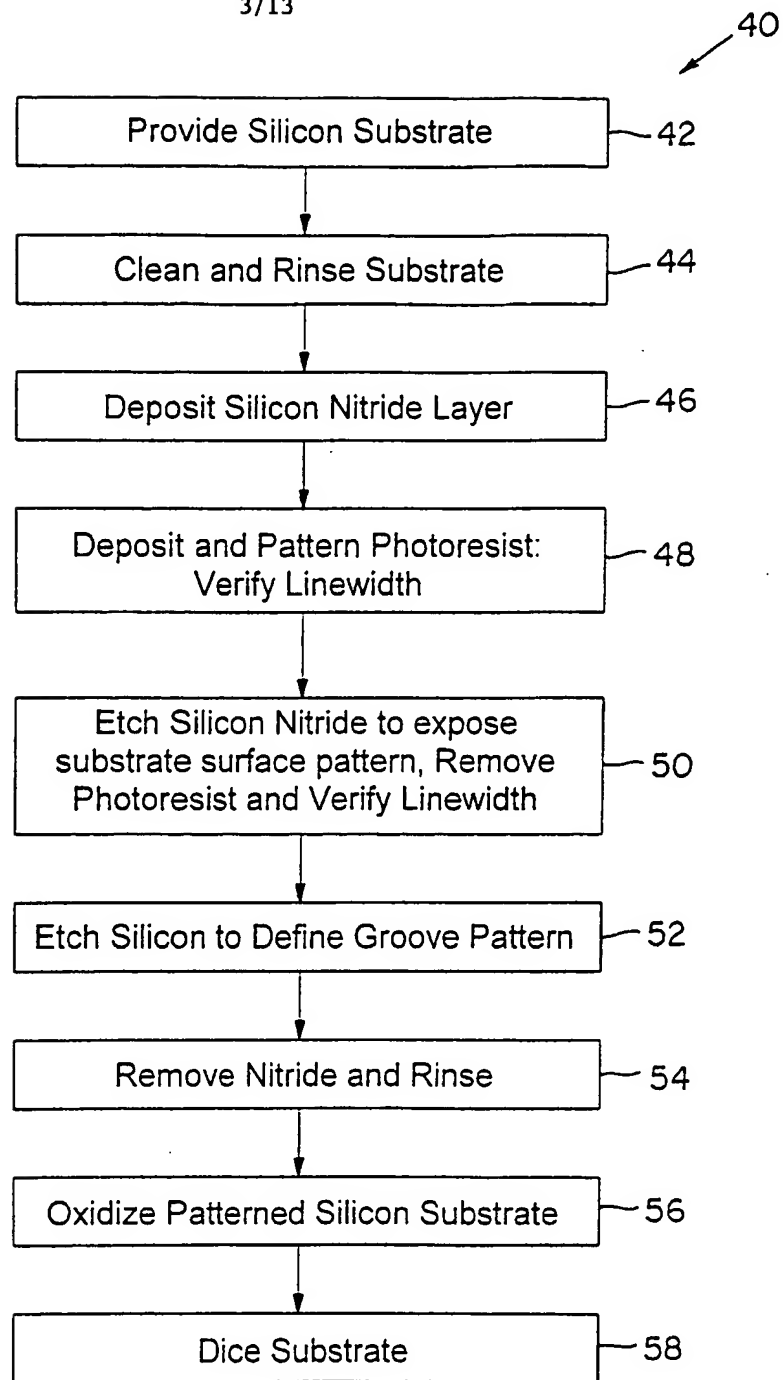 3/13
40
Provide Silicon Substrate
42
Clean and Rinse Substrate
44
Deposit Silicon Nitride Layer
46
Deposit and Pattern Photoresist:
Verify Linewidth
48
Etch Silicon Nitride to expose
substrate surface pattern, Remove
Photoresist and Verify Linewidth
50
Etch Silicon to Define Groove Pattern
52
Remove Nitride and Rinse
54
Oxidize Patterned Silicon Substrate
56
Dice Substrate
58